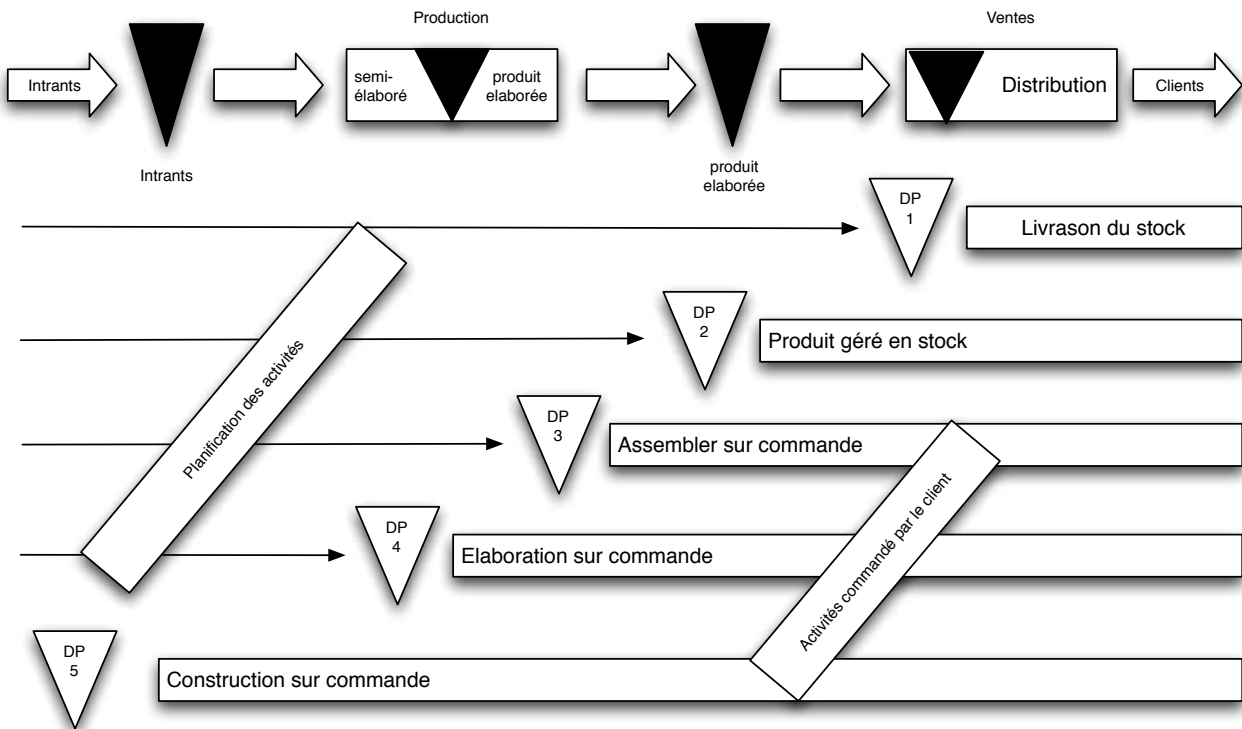 Production
Ventes
Intrants
semi-
élaboré
produit
elaborée
Distribution
Clients
Intrants
produit
elaborée
DP
1
Livrason du stock
DP
2
Produit géré en stock
Planification des activités
DP
3
Assembler sur commande
DP
4
Elaboration sur commande
Activités commandé par le client
DP
5
Construction sur commande